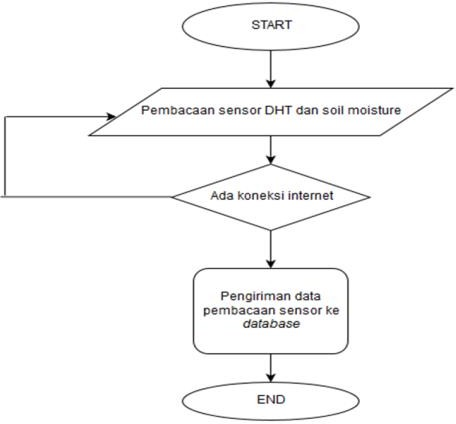 START
Pembacaan sensor DHT dan soil moisture
Ada koneksi internet
Pengiriman data
pembacaan sensor ke
database
END